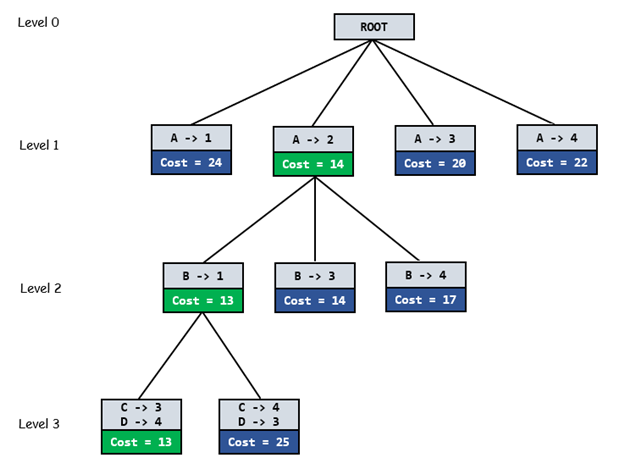 Level 0
ROOT
Level 1
A -> 1
Cost = 24
A -> 2
Cost = 14
A -> 3
Cost = 20
A -> 4
Cost = 22
Level 2
B -> 1
Cost = 13
B -> 3
Cost = 14
B -> 4
Cost = 17
Level 3
C -> 3
D -> 4
Cost = 13
C -> 4
D -> 3
Cost = 25